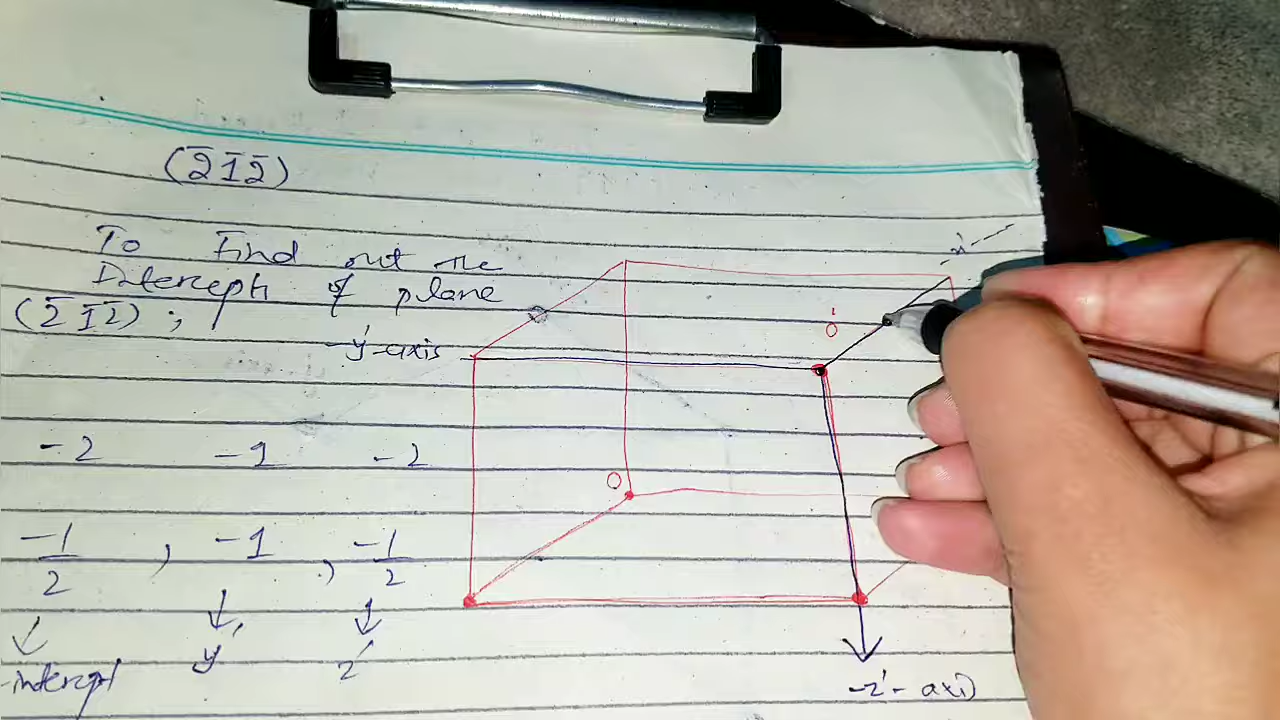 (2̄1̄2̄)
To Find out the
Intercept of plane
(2̄1̄2̄) ;
-y'-axis
x'
O'
-2 -1 -2
O
-1/2 , -1 , -1/2
y' z'
-intercept
-z'-axis